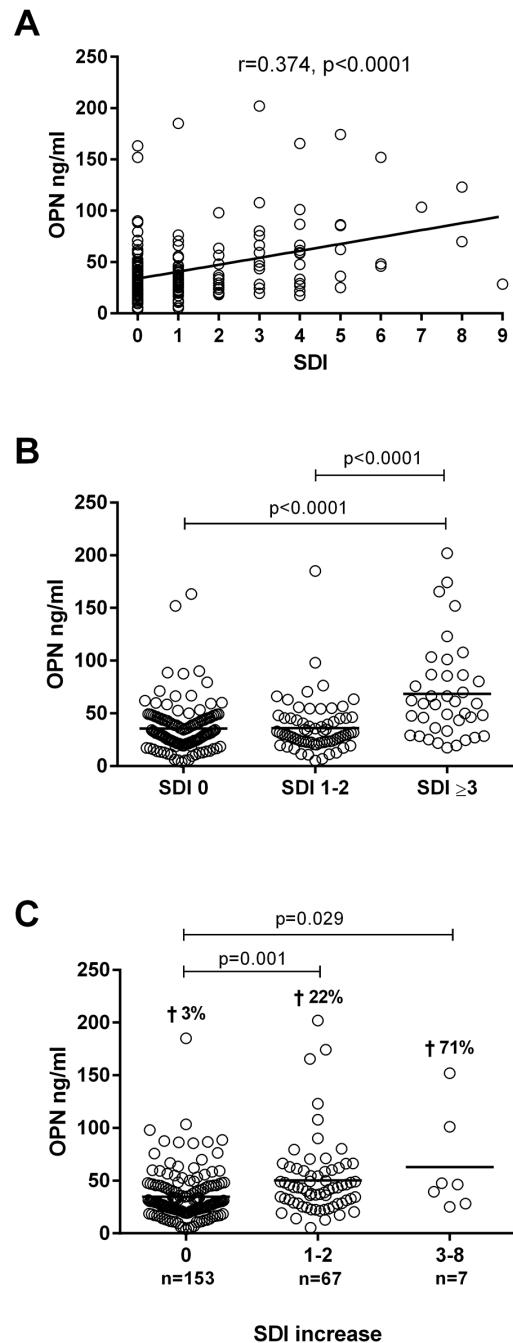 A
r=0.374, p<0.0001
250
200
150
100
50
0
OPN ng/ml
0 1 2 3 4 5 6 7 8 9
SDI
B
p<0.0001
p<0.0001
250
200
150
100
50
0
OPN ng/ml
SDI 0 SDI 1-2 SDI ≥3
C
p=0.029
p=0.001
250
200
150
100
50
0
OPN ng/ml
† 3% † 22% † 71%
0 1-2 3-8
n=153 n=67 n=7
SDI increase